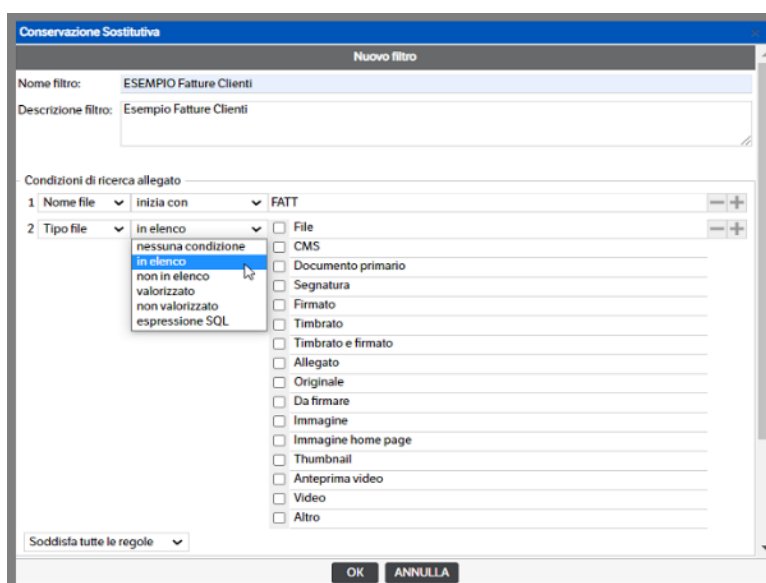 Conservazione Sostitutiva
Nuovo filtro
Nome filtro: ESEMPIO Fatture Clienti
Descrizione filtro: Esempio Fatture Clienti
Condizioni di ricerca allegato
1 Nome file inizia con FATT
2 Tipo file in elenco File
nessuna condizione CMS
in elenco Documento primario
non in elenco Segnatura
valorizzato Firmato
non valorizzato Timbrato
espressione SQL Timbrato e firmato
Allegato
Originale
Da firmare
Immagine
Immagine home page
Thumbnail
Anteprima video
Video
Altro
Soddisfa tutte le regole
OK ANNULLA